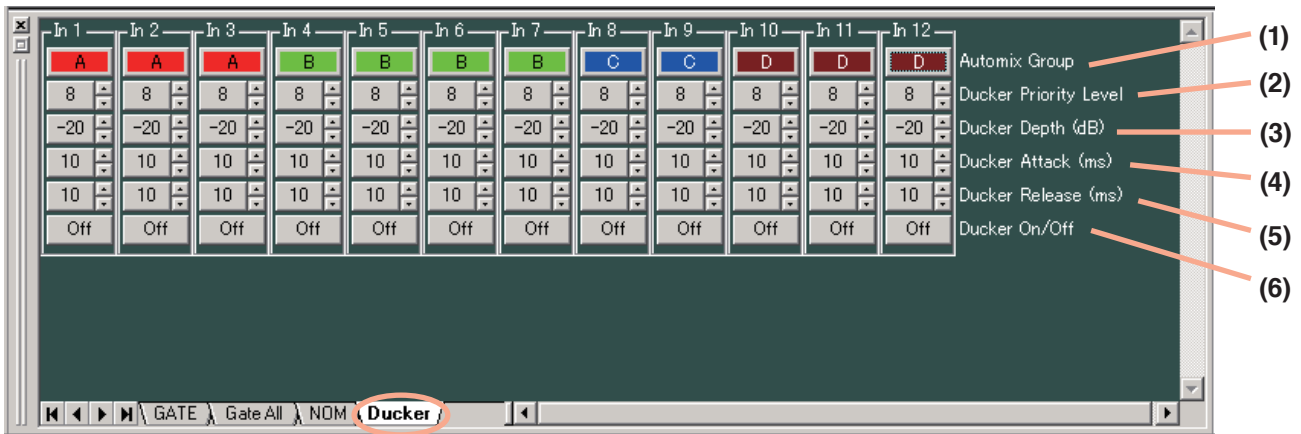 In 1 In 2 In 3 In 4 In 5 In 6 In 7 In 8 In 9 In 10 In 11 In 12
A A A B B B B C C D D D Automix Group (1)
8 8 8 8 8 8 8 8 8 8 8 8 Ducker Priority Level (2)
-20 -20 -20 -20 -20 -20 -20 -20 -20 -20 -20 -20 Ducker Depth (dB) (3)
10 10 10 10 10 10 10 10 10 10 10 10 Ducker Attack (ms) (4)
10 10 10 10 10 10 10 10 10 10 10 10 Ducker Release (ms) (5)
Off Off Off Off Off Off Off Off Off Off Off Off Ducker On/Off (6)
GATE Gate All NOM Ducker